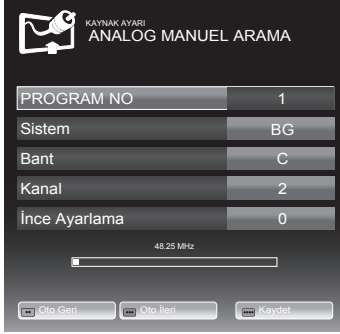 KAYNAK AYARI
ANALOG MANUEL ARAMA
PROGRAM NO 1
Sistem BG
Bant C
Kanal 2
İnce Ayarlama 0
48.25 MHz
Oto Geri Oto İleri Kaydet